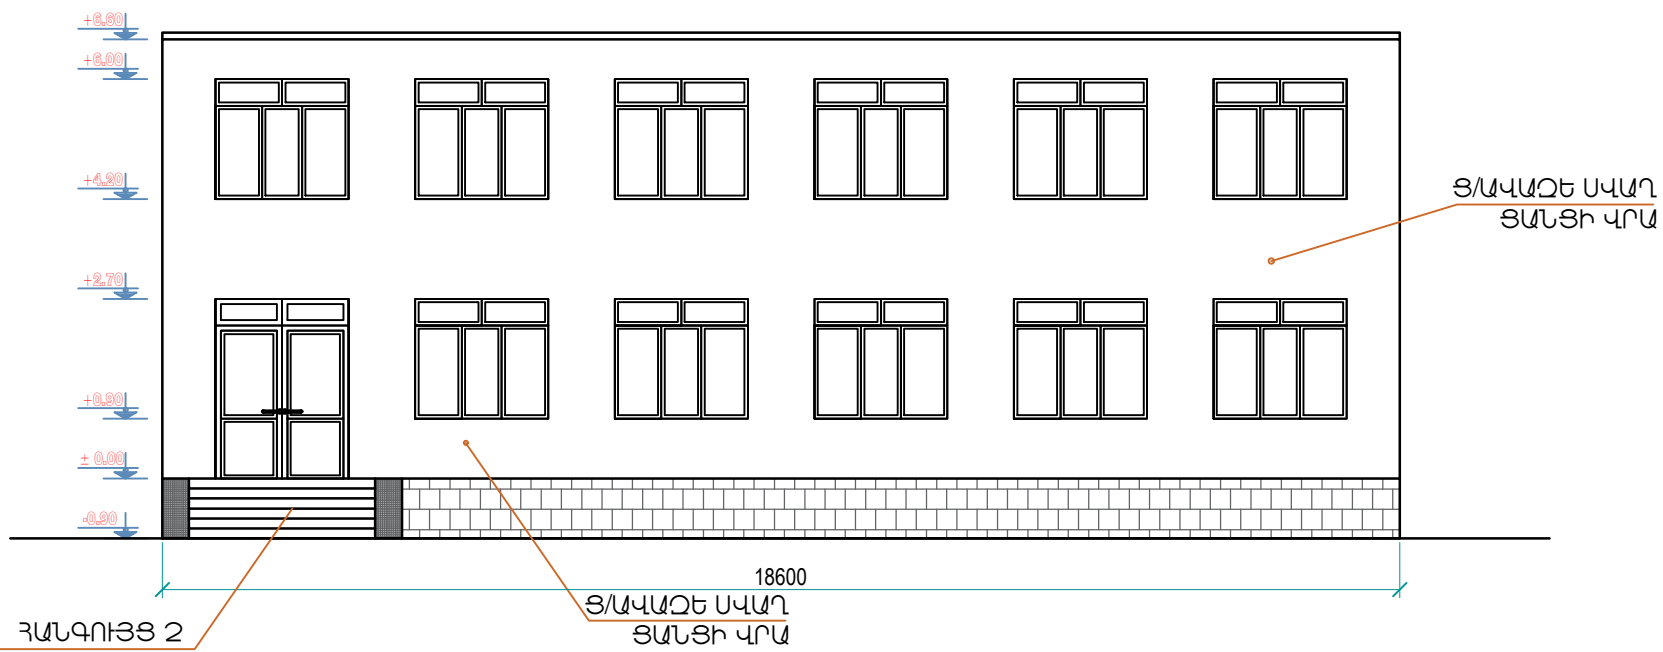 +6.60
+6.00
+4.20
Ց/ԱՎԱԶԵ ՍՎԱՂ
ՑԱՆՑԻ ՎՐԱ
+2.70
+0.90
± 0.00
-0.90
18600
Ց/ԱՎԱԶԵ ՍՎԱՂ
ՑԱՆՑԻ ՎՐԱ
ՀԱՆԳՈՒՅՑ 2